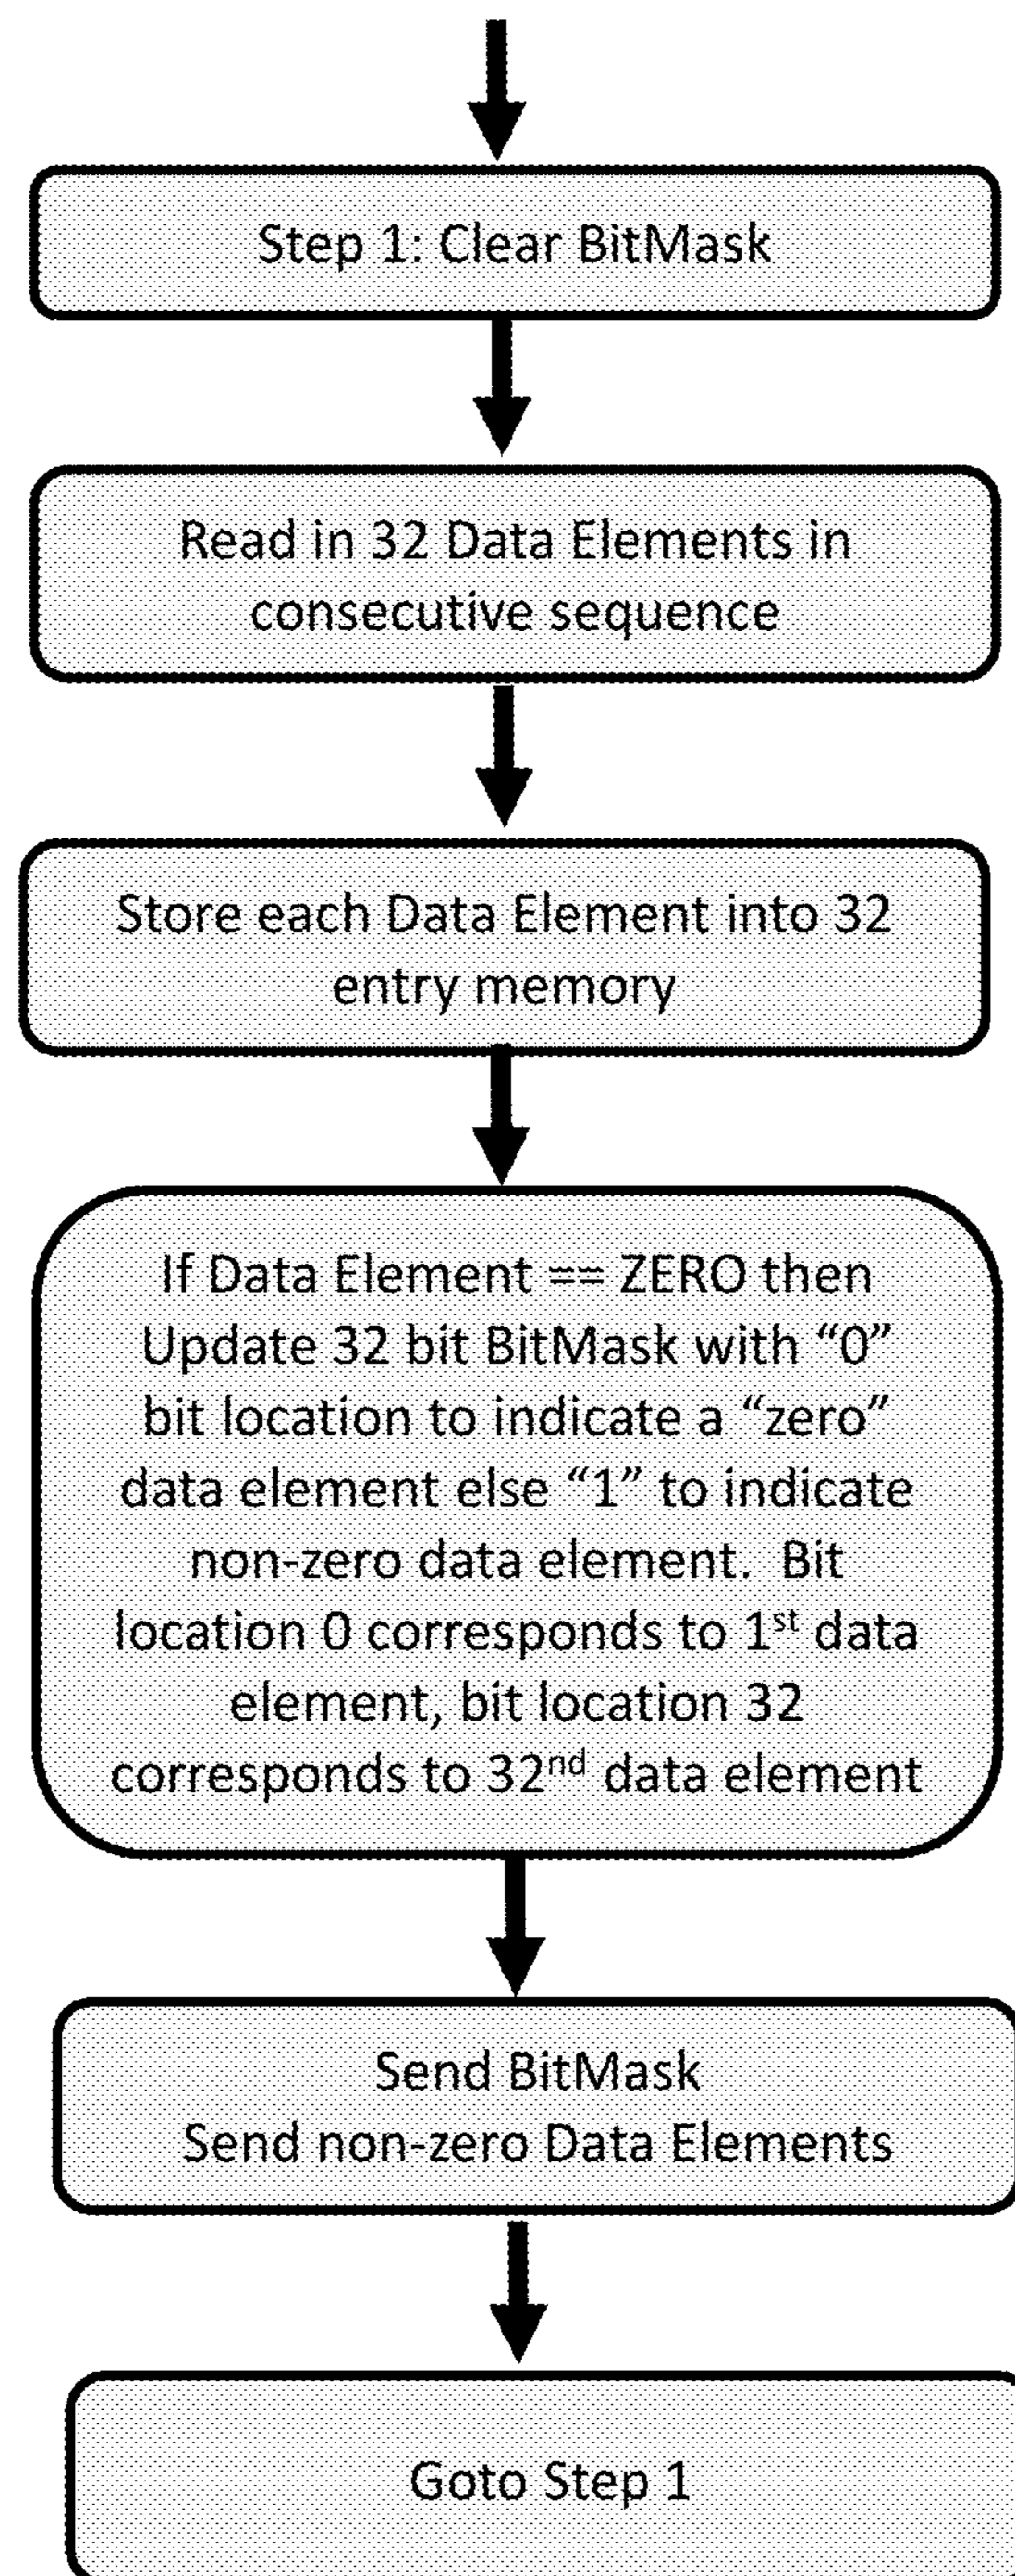 Step 1: Clear BitMask
Read in 32 Data Elements in
consecutive sequence
Store each Data Element into 32
entry memory
If Data Element == ZERO then
Update 32 bit BitMask with “0”
bit location to indicate a “zero”
data element else “1” to indicate
non-zero data element.  Bit
location 0 corresponds to 1st data
element, bit location 32
corresponds to 32nd data element
Send BitMask
Send non-zero Data Elements
Goto Step 1